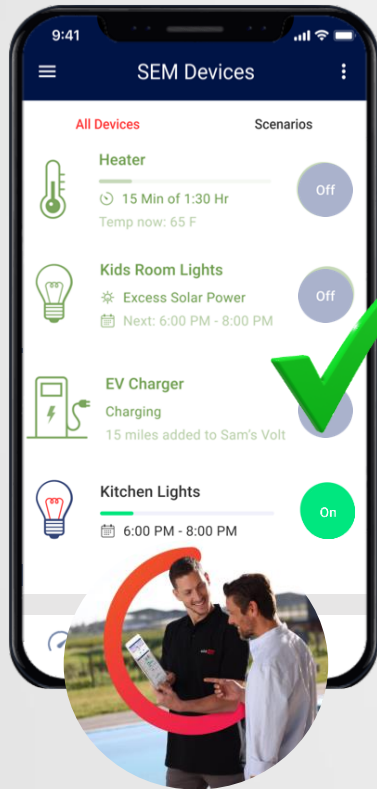 9:41
SEM Devices
All Devices Scenarios
Heater
15 Min of 1:30 Hr
Off
Temp now: 65 F
Kids Room Lights
Excess Solar Power
Off
Next: 6:00 PM - 8:00 PM
EV Charger
Charging
15 miles added to Sam's Volt
Kitchen Lights
On
6:00 PM - 8:00 PM